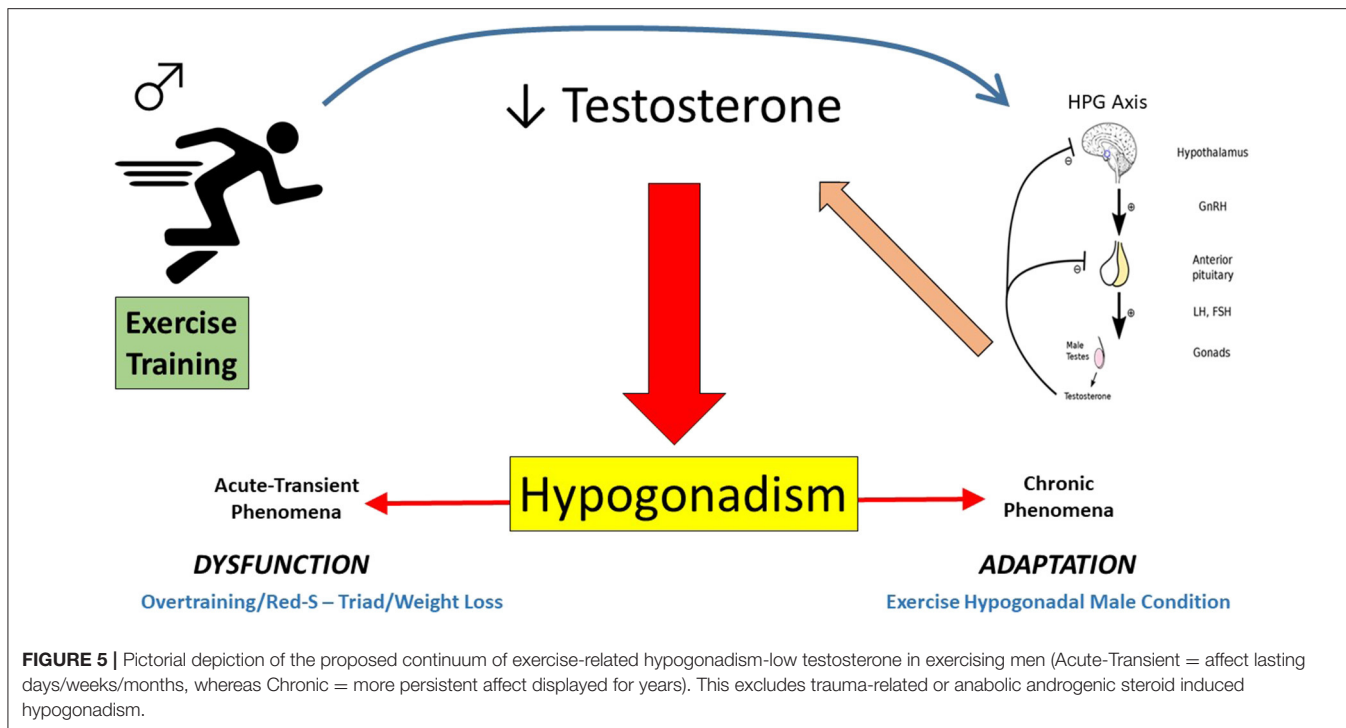 ↓ Testosterone
HPG Axis
Hypothalamus
⊖
GnRH
⊕
Anterior
pituitary
⊖
LH, FSH
⊕
Male
Testes
Gonads
Testosterone
Exercise
Training
Hypogonadism
Acute-Transient
Phenomena
Chronic
Phenomena
DYSFUNCTION
ADAPTATION
Overtraining/Red-S – Triad/Weight Loss
Exercise Hypogonadal Male Condition
FIGURE 5 | Pictorial depiction of the proposed continuum of exercise-related hypogonadism-low testosterone in exercising men (Acute-Transient = affect lasting
days/weeks/months, whereas Chronic = more persistent affect displayed for years). This excludes trauma-related or anabolic androgenic steroid induced
hypogonadism.